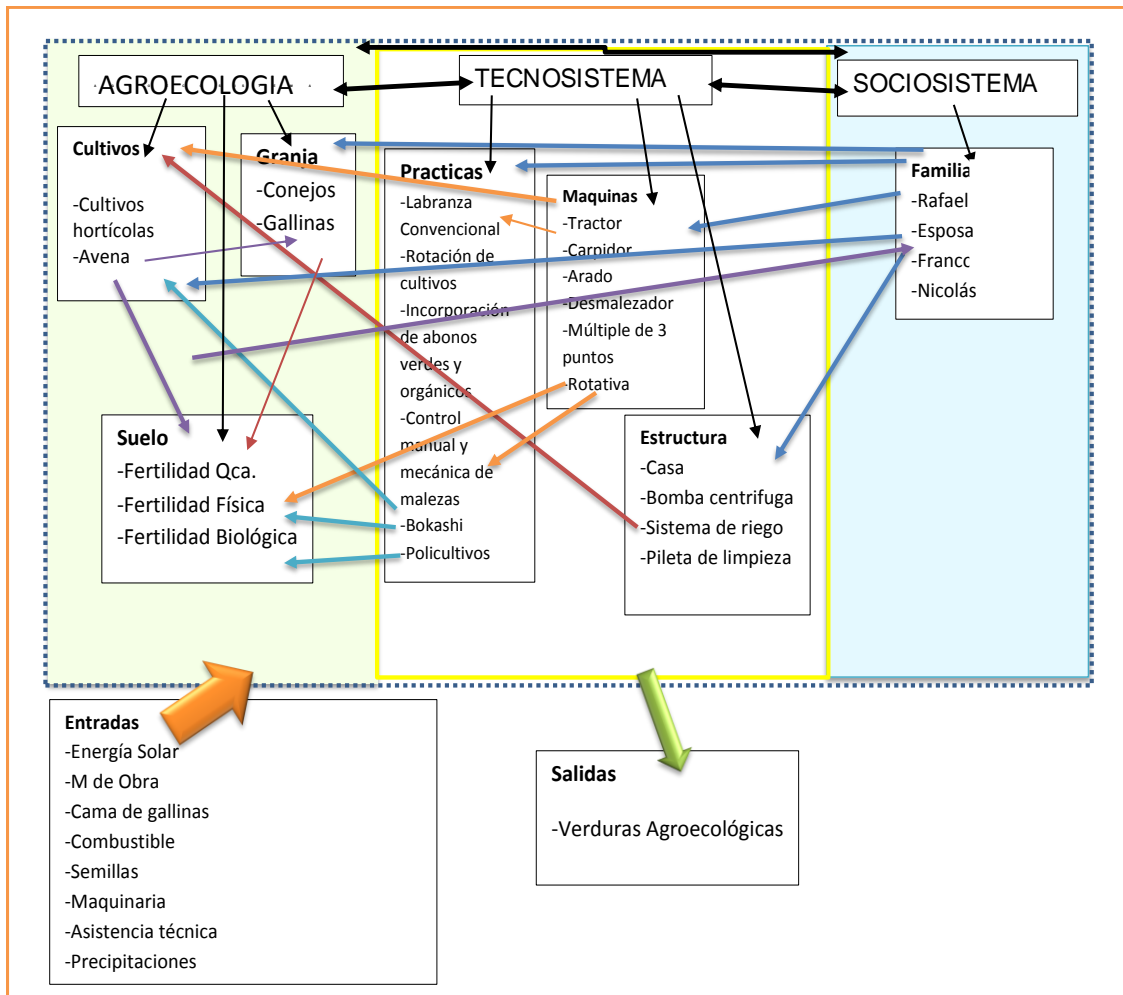 AGROECOLOGIA
TECNOSISTEMA
SOCIOSISTEMA
Cultivos
-Cultivos
hortícolas
-Avena
Granja
-Conejos
-Gallinas
Practicas
-Labranza
Convencional
-Rotación de
cultivos
-Incorporación
de abonos
verdes y
orgánicos
-Control
manual y
mecánica de
malezas
-Bokashi
-Policultivos
Maquinas
-Tractor
-Carpidor
-Arado
-Desmalezador
-Múltiple de 3
puntos
-Rotativa
Familia
-Rafael
-Esposa
-Franco
-Nicolás
Suelo
-Fertilidad Qca.
-Fertilidad Física
-Fertilidad Biológica
Estructura
-Casa
-Bomba centrifuga
-Sistema de riego
-Pileta de limpieza
Entradas
-Energía Solar
-M de Obra
-Cama de gallinas
-Combustible
-Semillas
-Maquinaria
-Asistencia técnica
-Precipitaciones
Salidas
-Verduras Agroecológicas